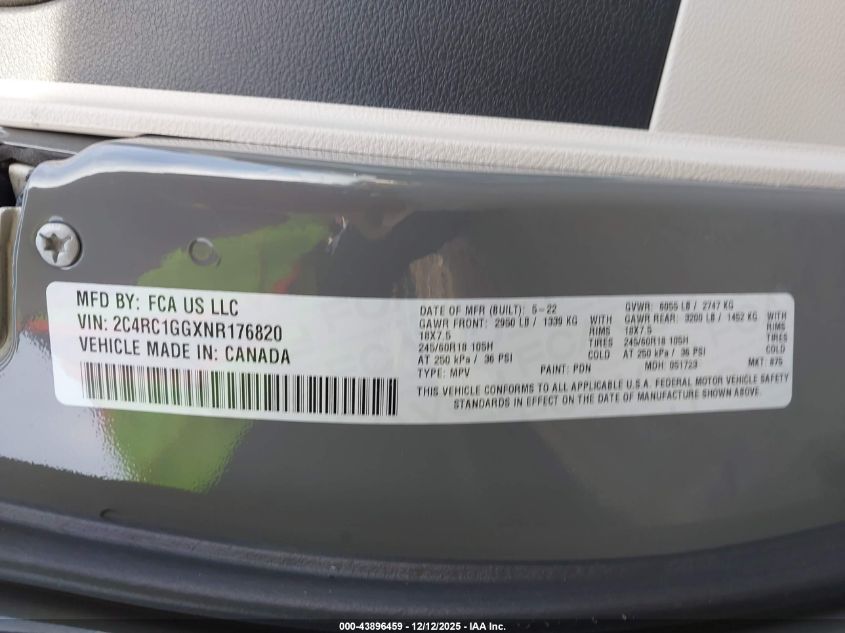 MFD BY: FCA US LLC
VIN: 2C4RC1GGXNR176820
VEHICLE MADE IN: CANADA
DATE OF MFR (BUILT): 5-22 GVWR: 6055 LB / 2747 KG
GAWR FRONT: 2950 LB / 1339 KG WITH GAWR REAR: 3200 LB / 1452 KG WITH
18X7.5 RIMS 18X7.5 RIMS
245/60R18 105H TIRES 245/60R18 105H TIRES
AT 250 kPa / 36 PSI COLD AT 250 kPa / 36 PSI COLD
TYPE: MPV PAINT: PDN MDH: 051723 MKT: 875
THIS VEHICLE CONFORMS TO ALL APPLICABLE U.S.A. FEDERAL MOTOR VEHICLE SAFETY
STANDARDS IN EFFECT ON THE DATE OF MANUFACTURE SHOWN ABOVE.
000-43896459 - 12/12/2025 - IAA Inc.